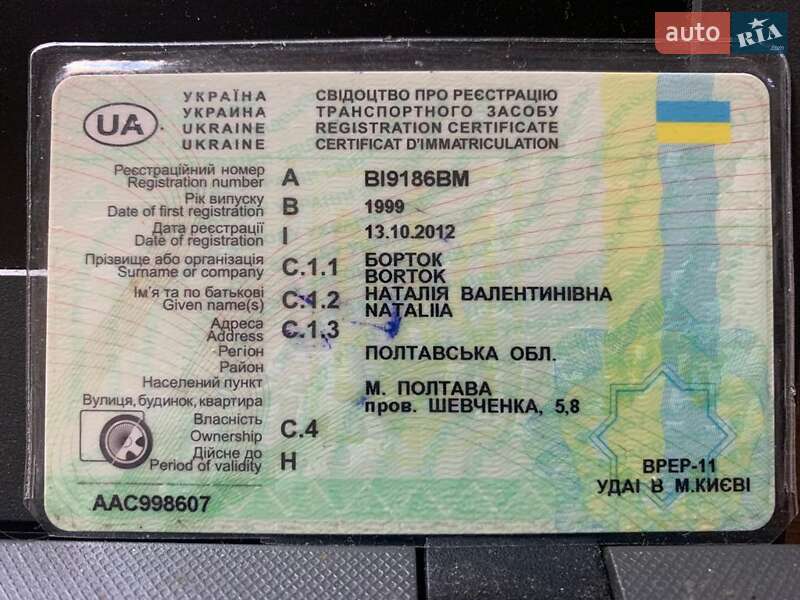 auto RIA .com
УКРАЇНА СВІДОЦТВО ПРО РЕЄСТРАЦІЮ
УКРАИНА ТРАНСПОРТНОГО ЗАСОБУ
UA UKRAINE REGISTRATION CERTIFICATE
UKRAINE CERTIFICAT D'IMMATRICULATION
Реєстраційний номер
Registration number A BI9186BM
Рік випуску
Date of first registration B 1999
Дата реєстрації
Date of registration I 13.10.2012
Прізвище або організація
Surname or company C.1.1 БОРТОК
BORTOK
Ім'я та по батькові
Given name(s) C.1.2 НАТАЛІЯ ВАЛЕНТИНІВНА
NATALIIA
Адреса
Address C.1.3
Регіон ПОЛТАВСЬКА ОБЛ.
Район
Населений пункт М. ПОЛТАВА
Вулиця, будинок, квартира пров. ШЕВЧЕНКА, 5,8
Власність
Ownership C.4
Дійсне до
Period of validity H
ВРЕР-11
УДАІ В М.КИЄВІ
AAC998607